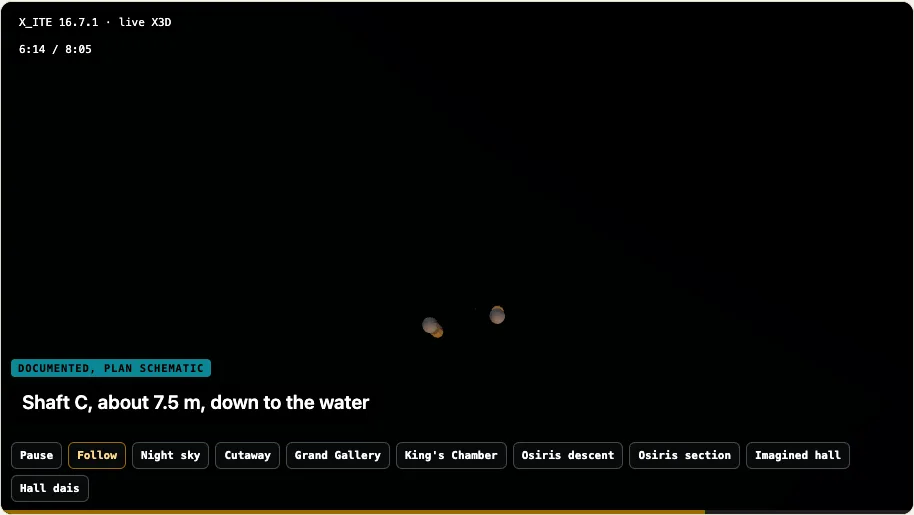 X_ITE 16.7.1 · live X3D
6:14 / 8:05
DOCUMENTED, PLAN SCHEMATIC
Shaft C, about 7.5 m, down to the water
Pause Follow Night sky Cutaway Grand Gallery King's Chamber Osiris descent Osiris section Imagined hall
Hall dais